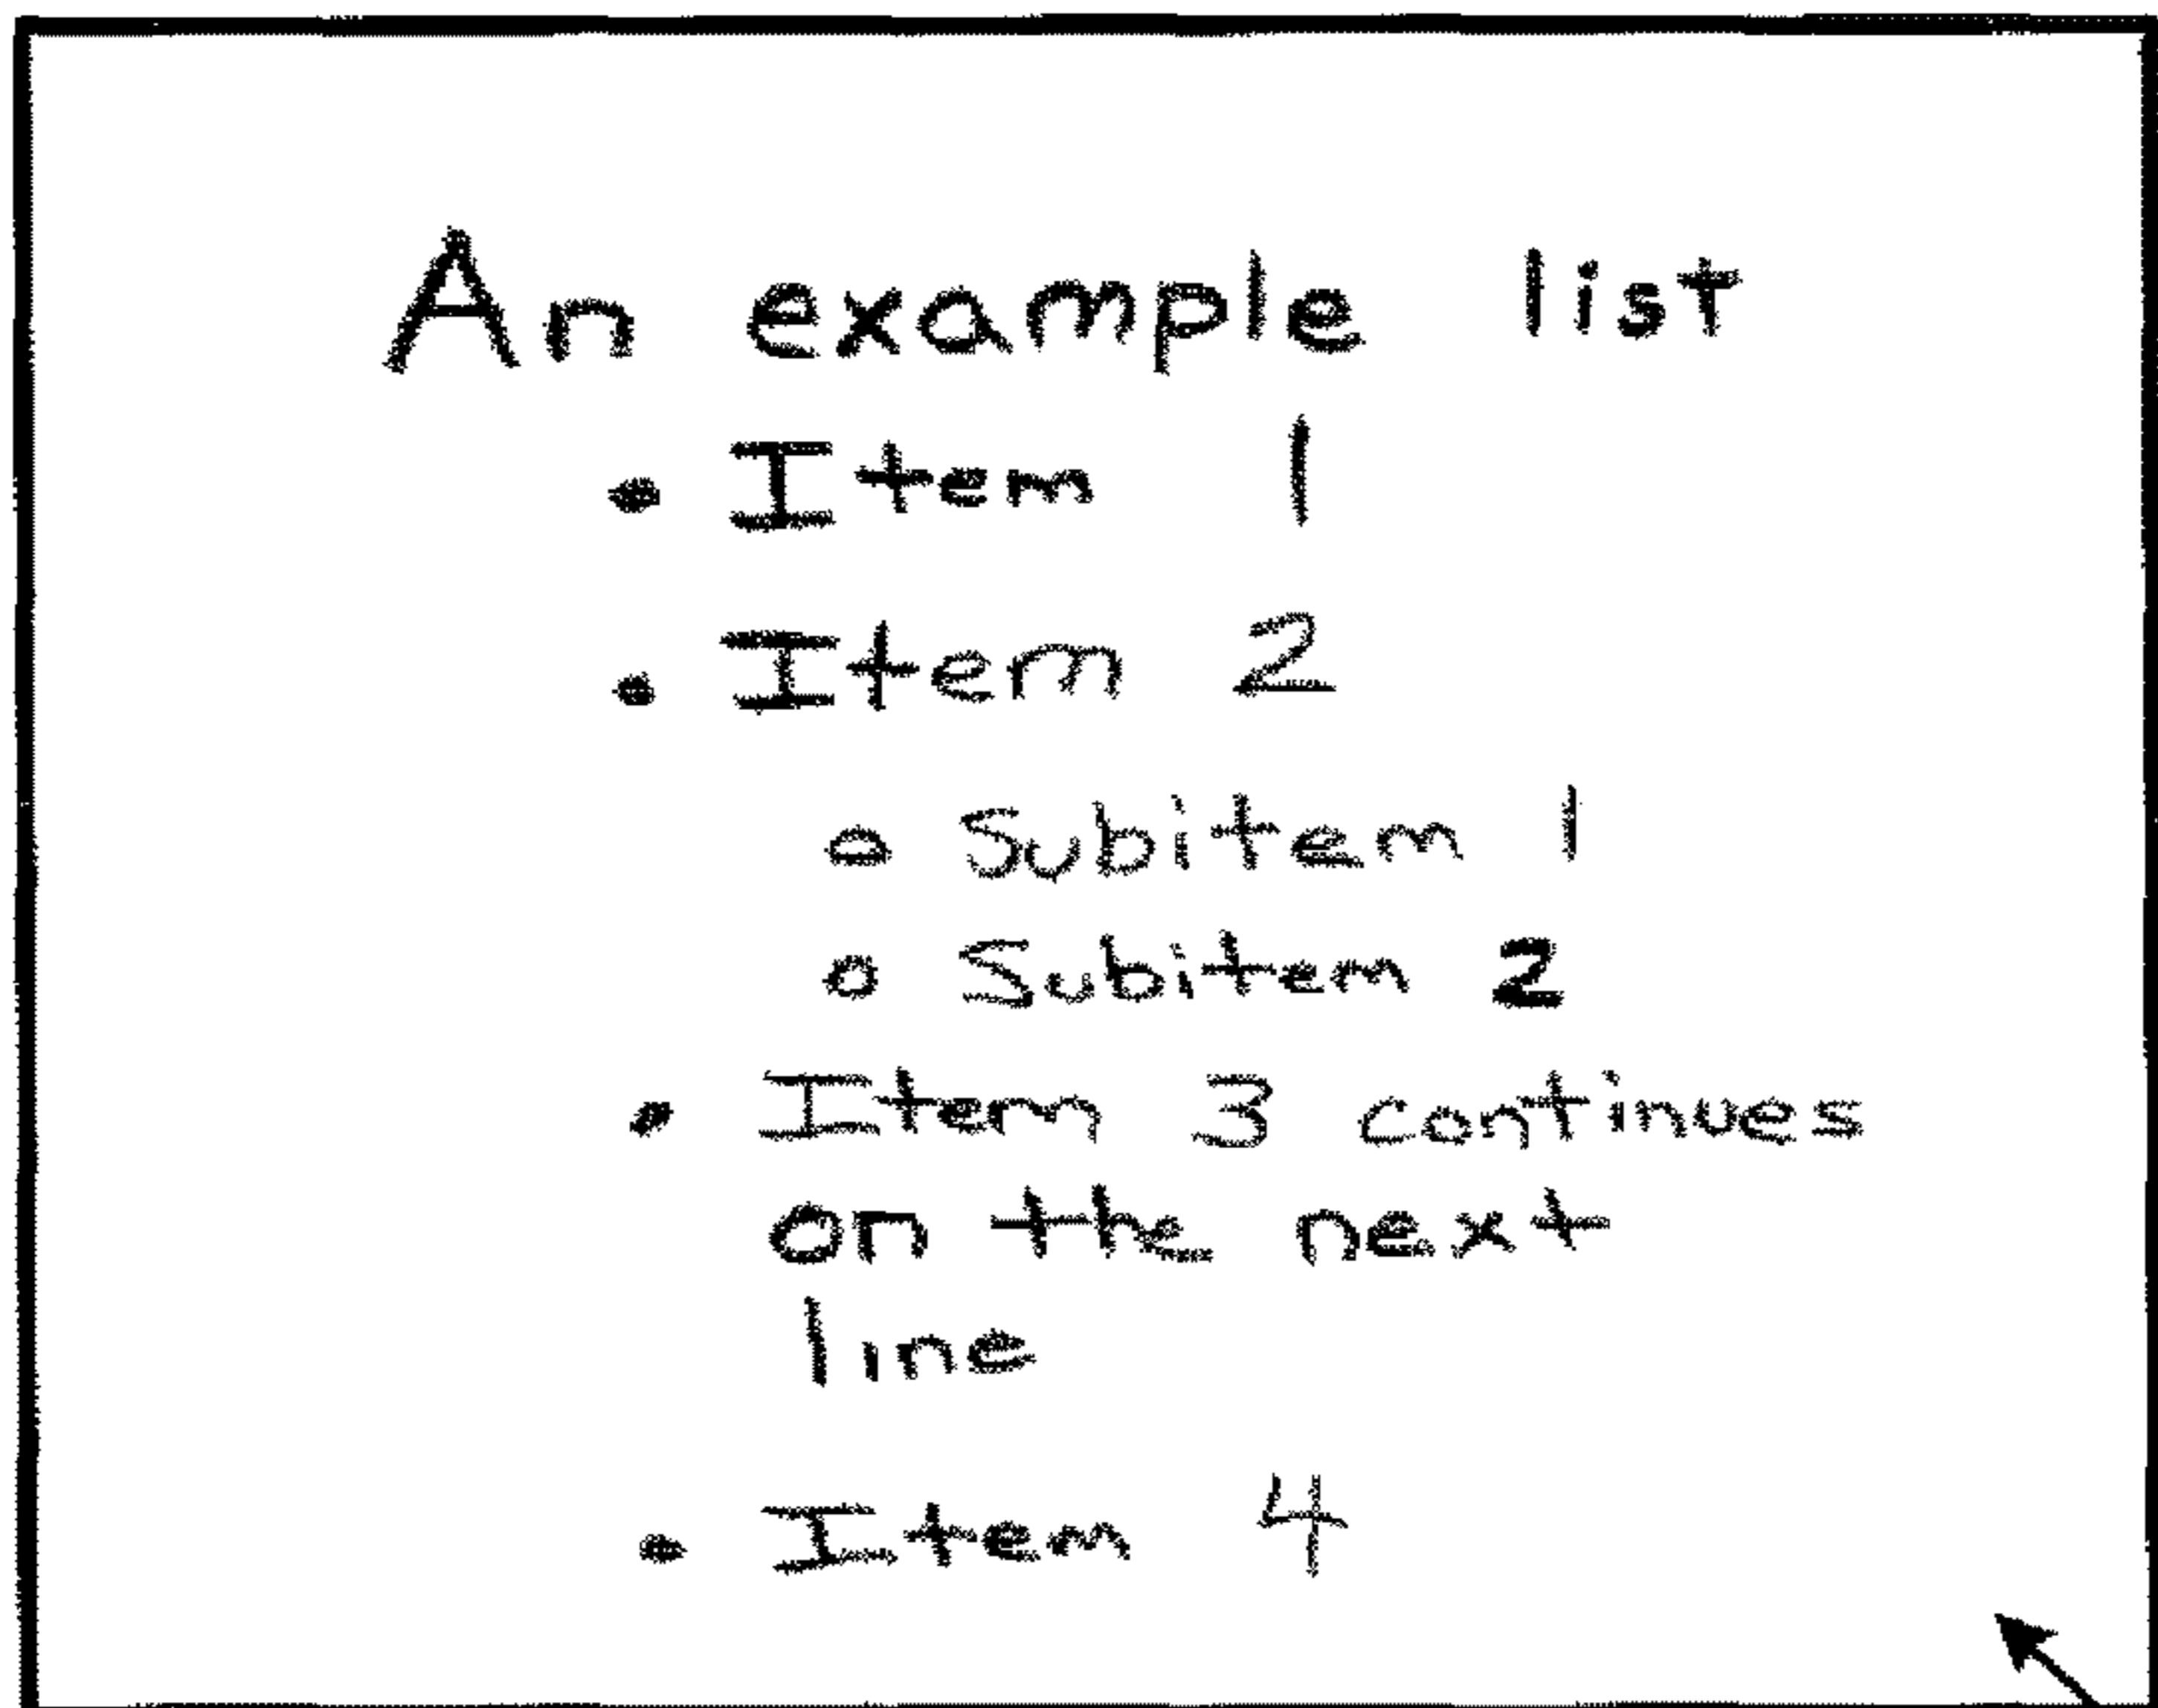 An example list
• Item 1
• Item 2
o Subitem 1
o Subitem 2
• Item 3 continues
on the next
line
• Item 4